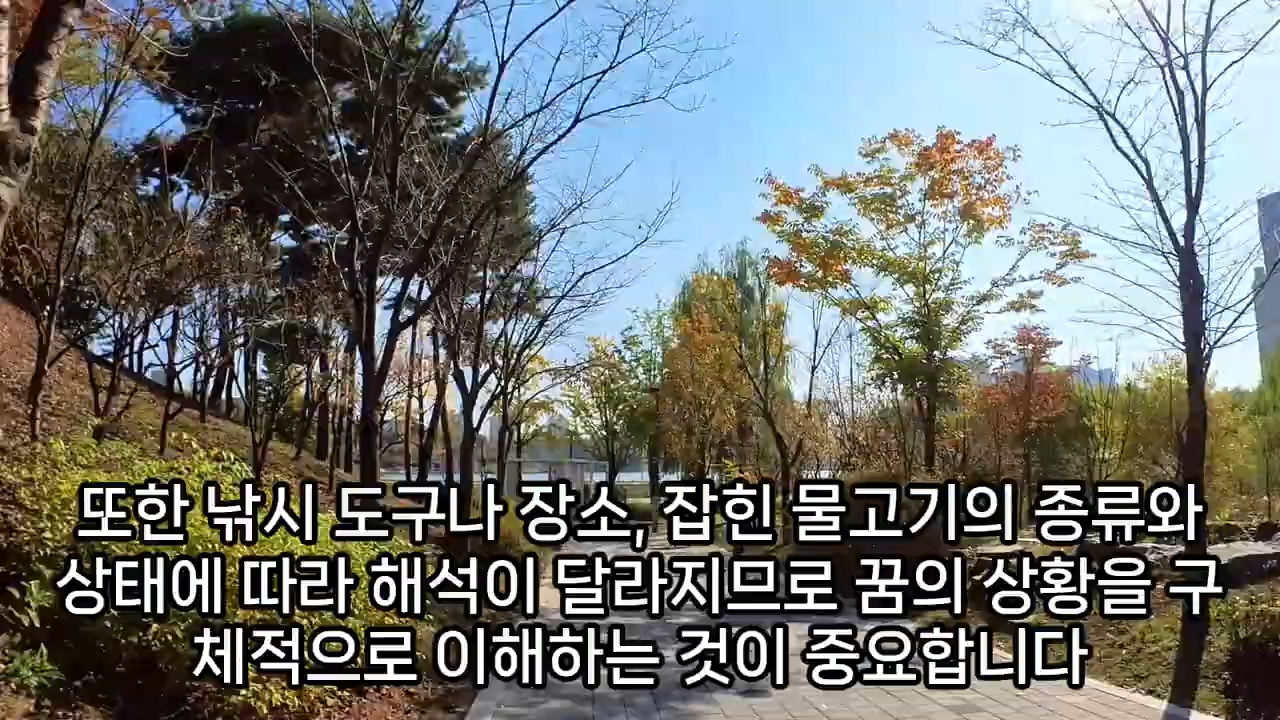 또한 낚시 도구나 장소, 잡힌 물고기의 종류와
상태에 따라 해석이 달라지므로 꿈의 상황을 구
체적으로 이해하는 것이 중요합니다